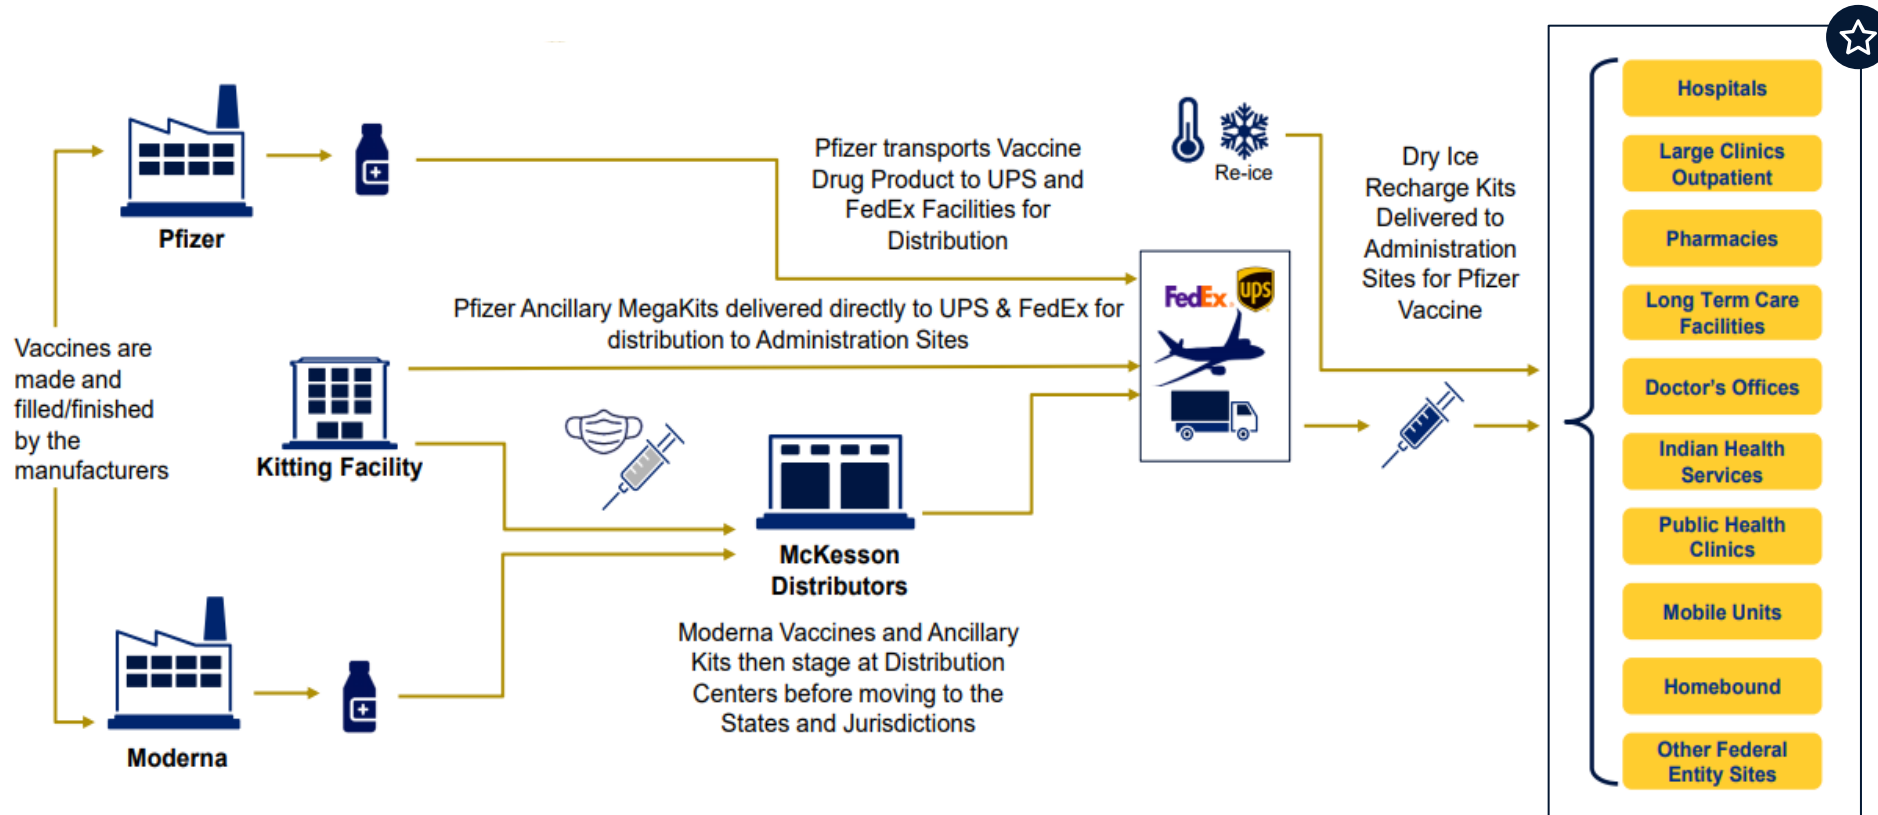 Vaccines are
made and
filled/finished
by the
manufacturers
Pfizer
Pfizer transports Vaccine
Drug Product to UPS and
FedEx Facilities for
Distribution
Pfizer Ancillary MegaKits delivered directly to UPS & FedEx for
distribution to Administration Sites
Kitting Facility
Moderna
McKesson
Distributors
Moderna Vaccines and Ancillary
Kits then stage at Distribution
Centers before moving to the
States and Jurisdictions
FedEx
ups
Re-ice
Dry Ice
Recharge Kits
Delivered to
Administration
Sites for Pfizer
Vaccine
Hospitals
Large Clinics
Outpatient
Pharmacies
Long Term Care
Facilities
Doctor's Offices
Indian Health
Services
Public Health
Clinics
Mobile Units
Homebound
Other Federal
Entity Sites